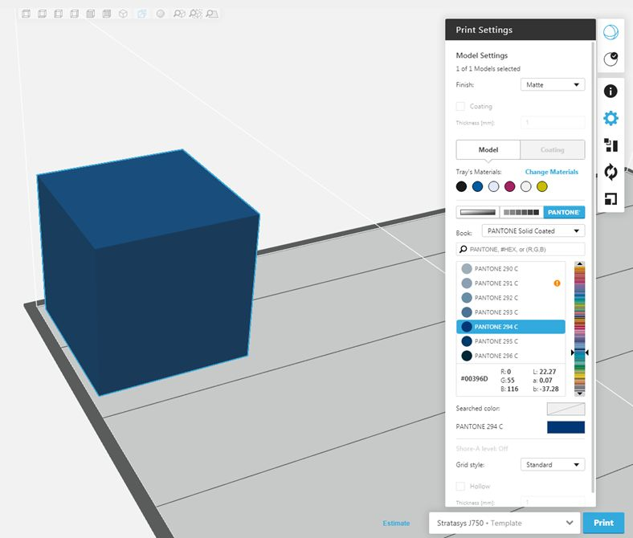 Print Settings
Model Settings
1 of 1 Models selected
Finish: Matte
Coating
Thickness (mm): 1
Model Coating
Tray's Materials: Change Materials
PANTONE
Book: PANTONE Solid Coated
PANTONE, #HEX, or (R,G,B)
PANTONE 290 C
PANTONE 291 C
PANTONE 292 C
PANTONE 293 C
PANTONE 294 C
PANTONE 295 C
PANTONE 296 C
R: 0 L: 22.27
#00396D G: 55 a: 0.07
B: 116 b: -37.28
Searched color:
PANTONE 294 C
Shore-A level: Off
Grid style: Standard
Hollow
Thickness (mm): 1
Estimate Stratasys J750 • Template Print